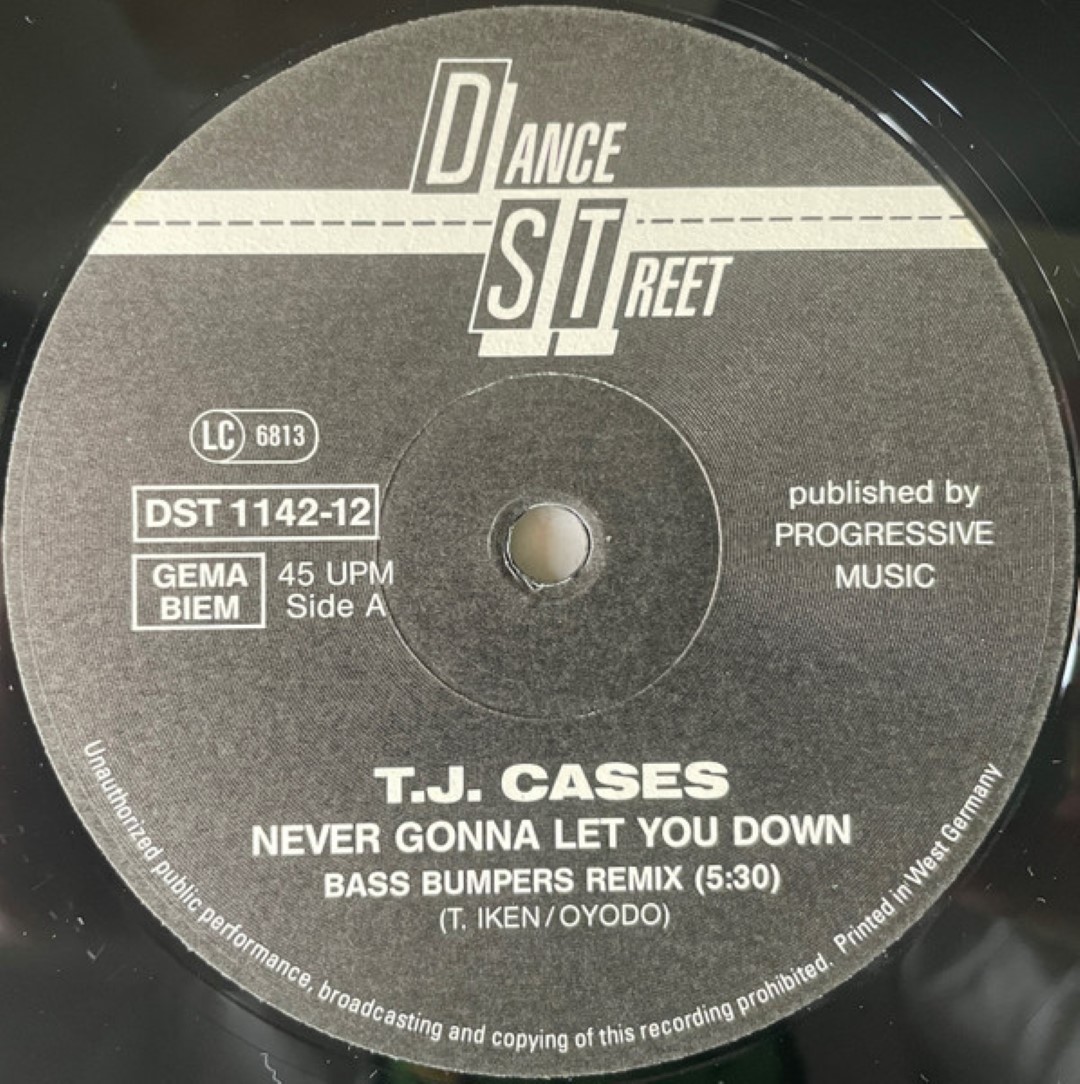 DANCE
STREET
LC 6813
DST 1142-12
GEMA
BIEM
45 UPM
Side A
published by
PROGRESSIVE
MUSIC
T.J. CASES
NEVER GONNA LET YOU DOWN
BASS BUMPERS REMIX (5:30)
(T. IKEN/OYODO)
Unauthorized public performance, broadcasting and copying of this recording prohibited. Printed in West Germany